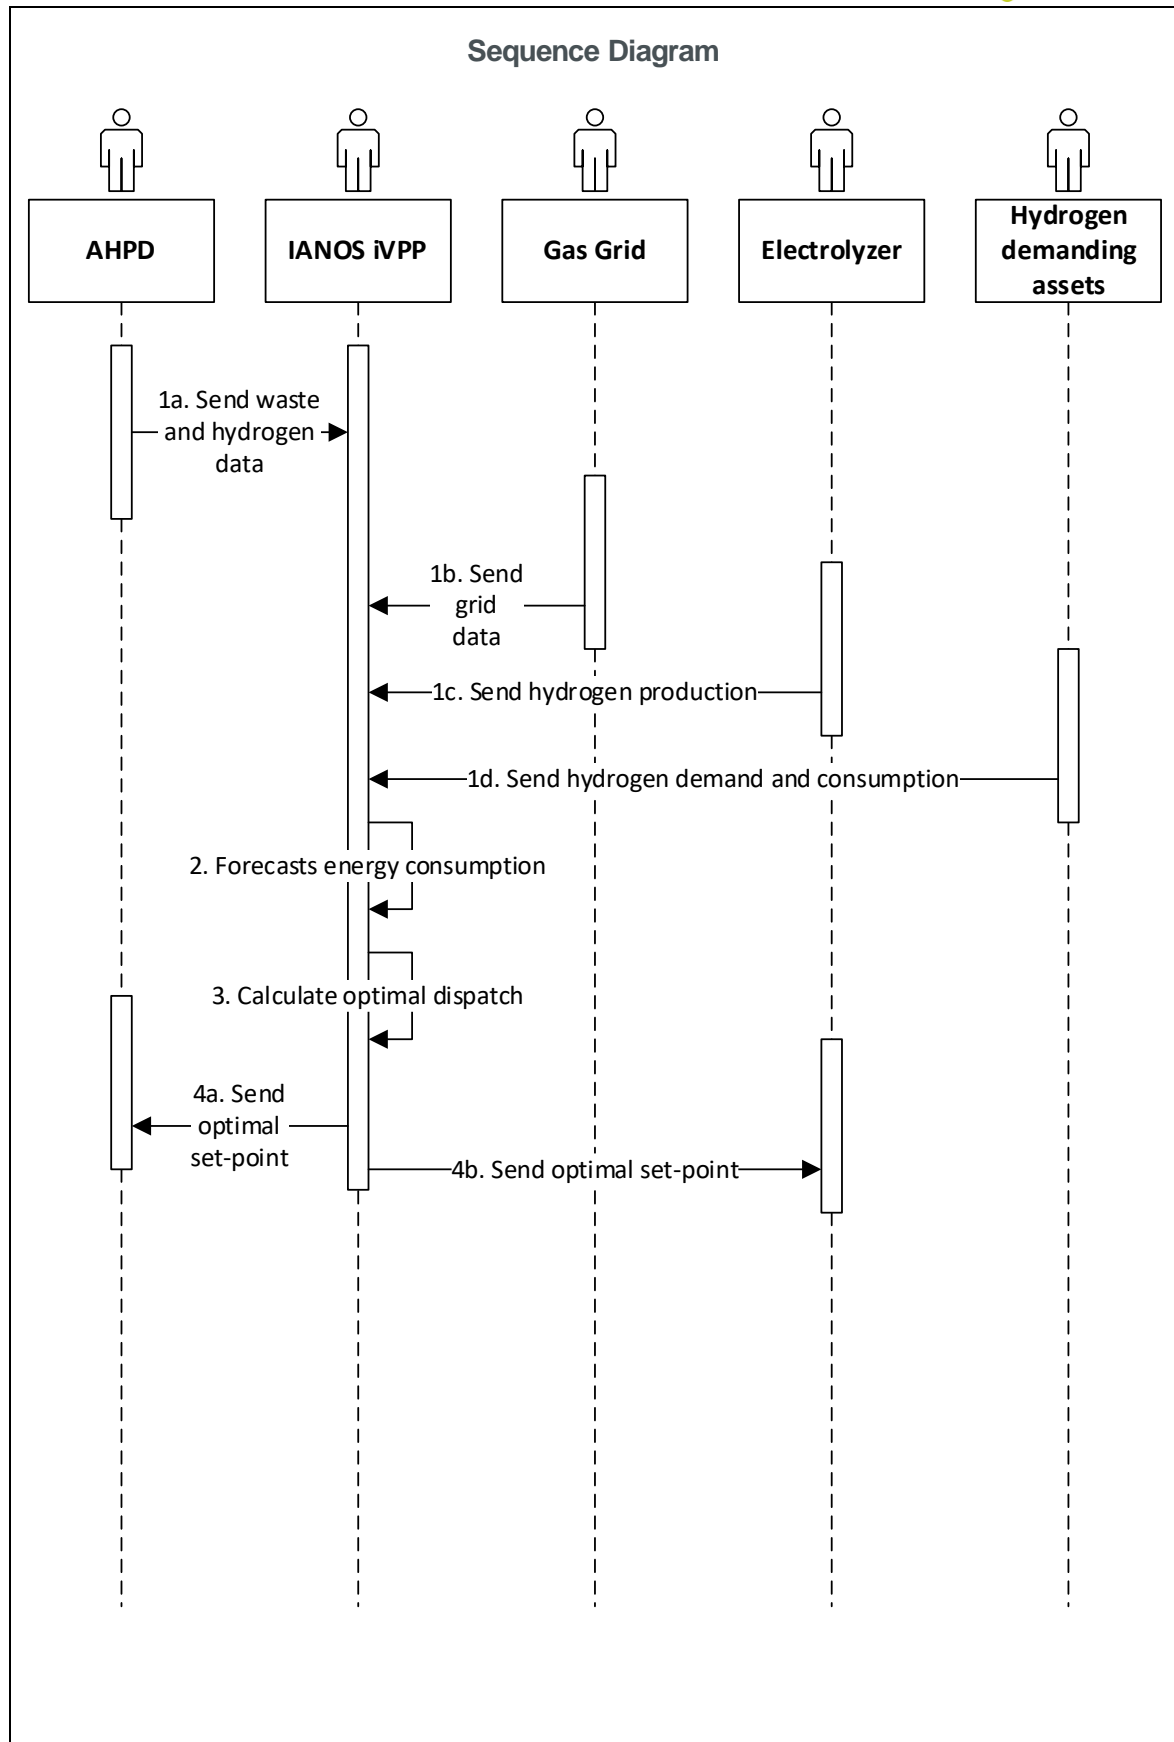 Sequence Diagram
AHPD
IANOS iVPP
Gas Grid
Electrolyzer
Hydrogen
demanding
assets
1a. Send waste
and hydrogen
data
1b. Send
grid
data
1c. Send hydrogen production
1d. Send hydrogen demand and consumption
2. Forecasts energy consumption
3. Calculate optimal dispatch
4a. Send
optimal
set-point
4b. Send optimal set-point